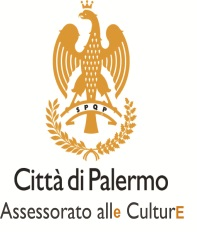 SPQP
Città di Palermo
Assessorato alle CulturE